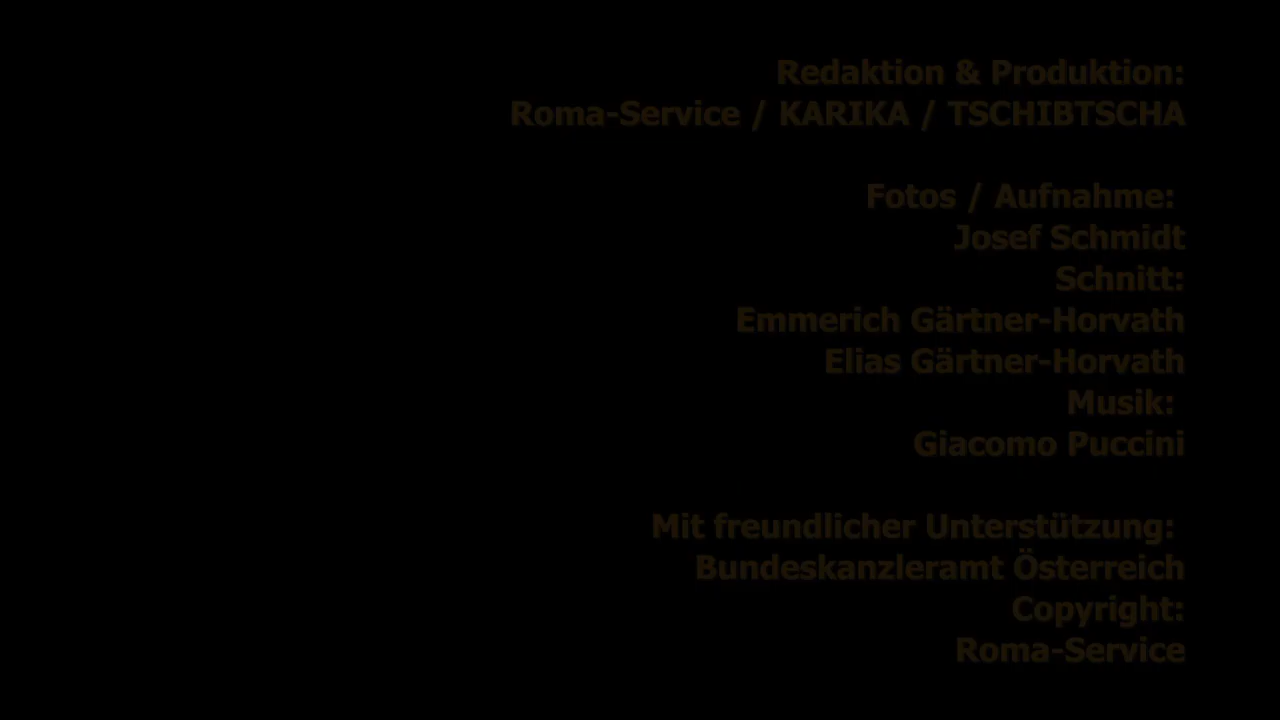 Redaktion & Produktion:
Roma-Service / KARIKA / TSCHIBTSCHA
Fotos / Aufnahme:
Josef Schmidt
Schnitt:
Emmerich Gärtner-Horvath
Elias Gärtner-Horvath
Musik:
Giacomo Puccini
Mit freundlicher Unterstützung:
Bundeskanzleramt Österreich
Copyright:
Roma-Service